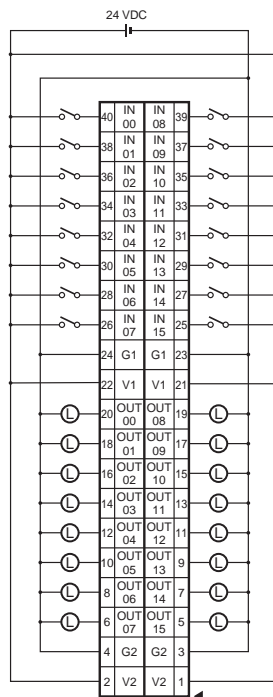 24 VDC
40 IN 00 IN 08 39
38 IN 01 IN 09 37
36 IN 02 IN 10 35
34 IN 03 IN 11 33
32 IN 04 IN 12 31
30 IN 05 IN 13 29
28 IN 06 IN 14 27
26 IN 07 IN 15 25
24 G1 G1 23
22 V1 V1 21
L 20 OUT 00 OUT 08 19 L
L 18 OUT 01 OUT 09 17 L
L 16 OUT 02 OUT 10 15 L
L 14 OUT 03 OUT 11 13 L
L 12 OUT 04 OUT 12 11 L
L 10 OUT 05 OUT 13 9 L
L 8 OUT 06 OUT 14 7 L
L 6 OUT 07 OUT 15 5 L
4 G2 G2 3
2 V2 V2 1